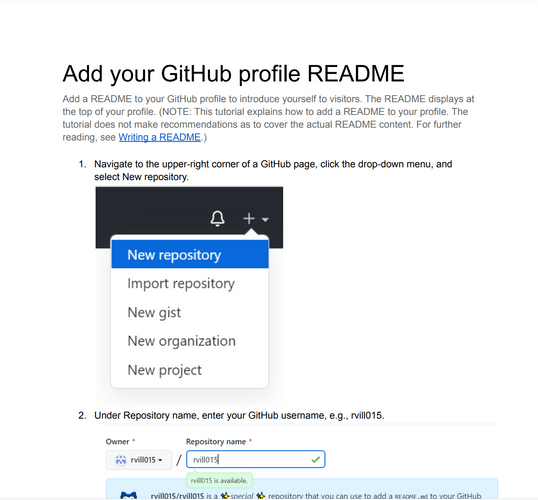 Add your GitHub profile README
Add a README to your GitHub profile to introduce yourself to visitors. The README displays at
the top of your profile. (NOTE: This tutorial explains how to add a README to your profile. The
tutorial does not make recommendations as to cover the actual README content. For further
reading, see Writing a README.)
1. Navigate to the upper-right corner of a GitHub page, click the drop-down menu, and
select New repository.
New repository
Import repository
New gist
New organization
New project
2. Under Repository name, enter your GitHub username, e.g., rvill015.
Owner * Repository name *
rvill015 / rvill015
rvill015 is available.
rvill015/rvill015 is a ✨special ✨ repository that you can use to add a README.md to your GitHub